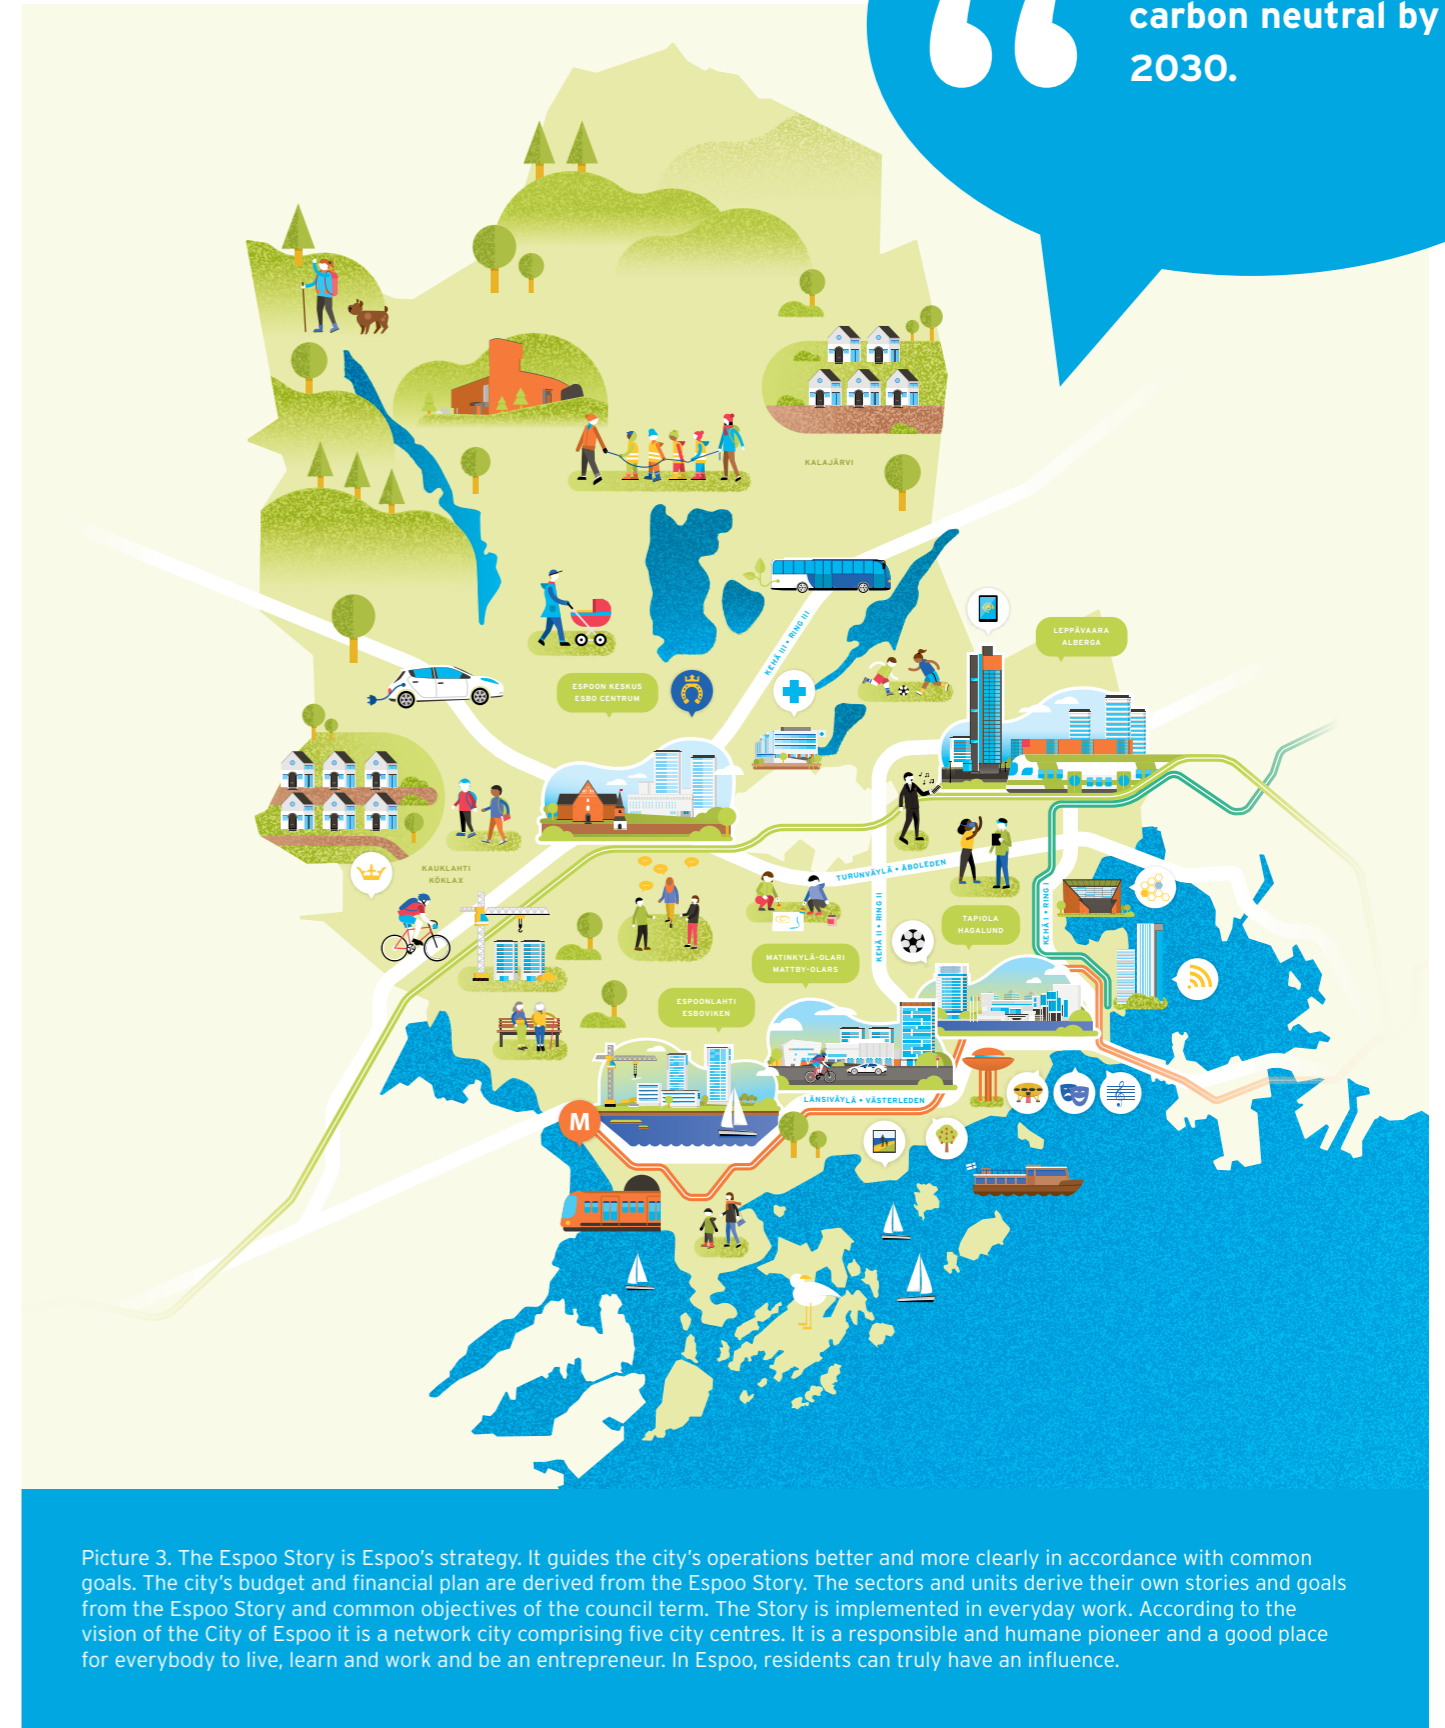 “
carbon neutral by
2030.
KALAJÄRVI
KEHÄ III • RING III
LEPPÄVAARA
ALBERGA
ESPOON KESKUS
ESBO CENTRUM
TURUNVÄYLÄ • ÅBOLEDEN
KAUKLAHTI
KÖKLAX
KEHÄ II • RING II
KEHÄ I • RING I
TAPIOLA
HAGALUND
MATINKYLÄ-OLARI
MATTBY-OLARS
ESPOONLAHTI
ESBOVIKEN
LÄNSIVÄYLÄ • VÄSTERLEDEN
M
Picture 3. The Espoo Story is Espoo’s strategy. It guides the city’s operations better and more clearly in accordance with common
goals. The city’s budget and financial plan are derived from the Espoo Story. The sectors and units derive their own stories and goals
from the Espoo Story and common objectives of the council term. The Story is implemented in everyday work. According to the
vision of the City of Espoo it is a network city comprising five city centres. It is a responsible and humane pioneer and a good place
for everybody to live, learn and work and be an entrepreneur. In Espoo, residents can truly have an influence.